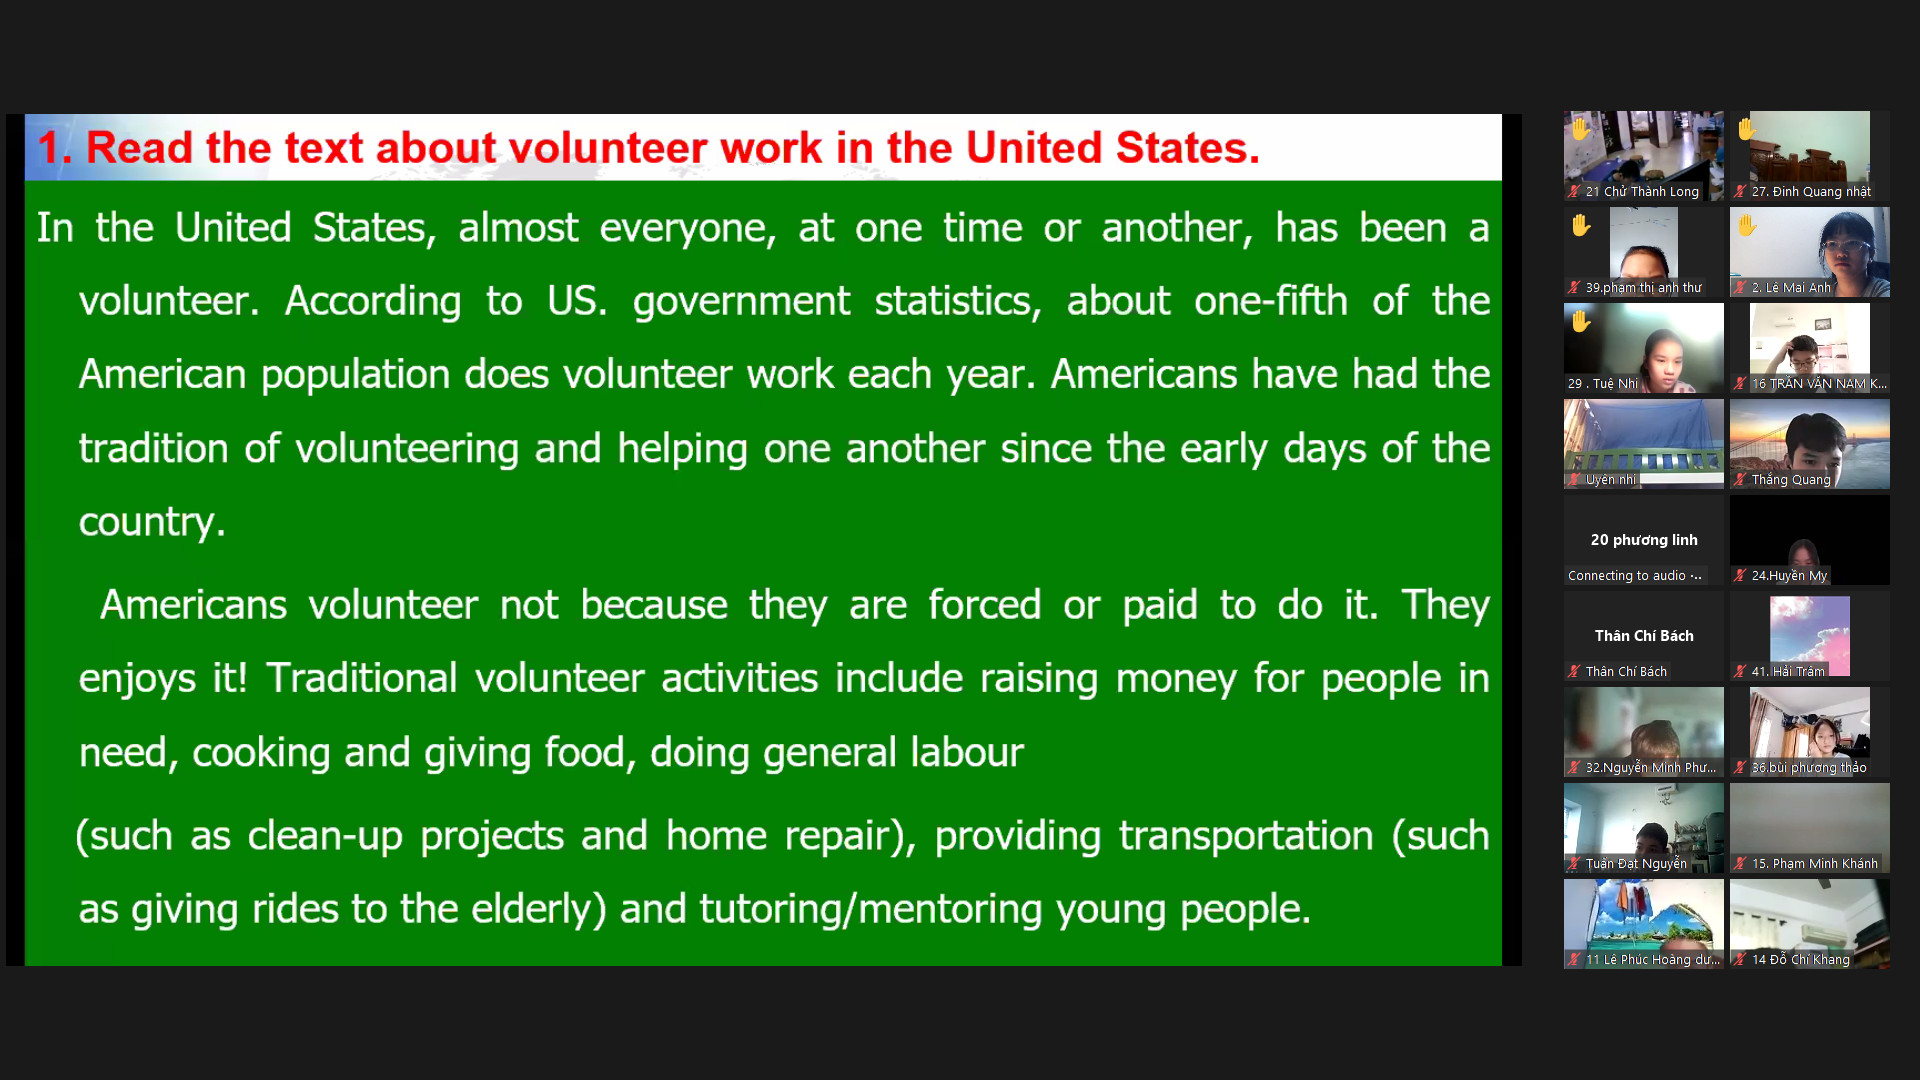 1. Read the text about volunteer work in the United States.
In the United States, almost everyone, at one time or another, has been a
volunteer. According to US. government statistics, about one-fifth of the
American population does volunteer work each year. Americans have had the
tradition of volunteering and helping one another since the early days of the
country.
Americans volunteer not because they are forced or paid to do it. They
enjoys it! Traditional volunteer activities include raising money for people in
need, cooking and giving food, doing general labour
(such as clean-up projects and home repair), providing transportation (such
as giving rides to the elderly) and tutoring/mentoring young people.
21 Chử Thành Long
27. Đinh Quang nhật
39.phạm thị anh thư
2. Lê Mai Anh
29 . Tuệ Nhi
16 TRẦN VĂN NAM K...
Uyên nhi
Thắng Quang
20 phương linh
Connecting to audio ...
24.Huyền My
Thân Chí Bách
Thân Chí Bách
41. Hải Trâm
32.Nguyễn Minh Phư...
36.bùi phương thảo
Tuấn Đạt Nguyễn
15. Phạm Minh Khánh
11 Lê Phúc Hoàng dư...
14 Đỗ Chí Khang